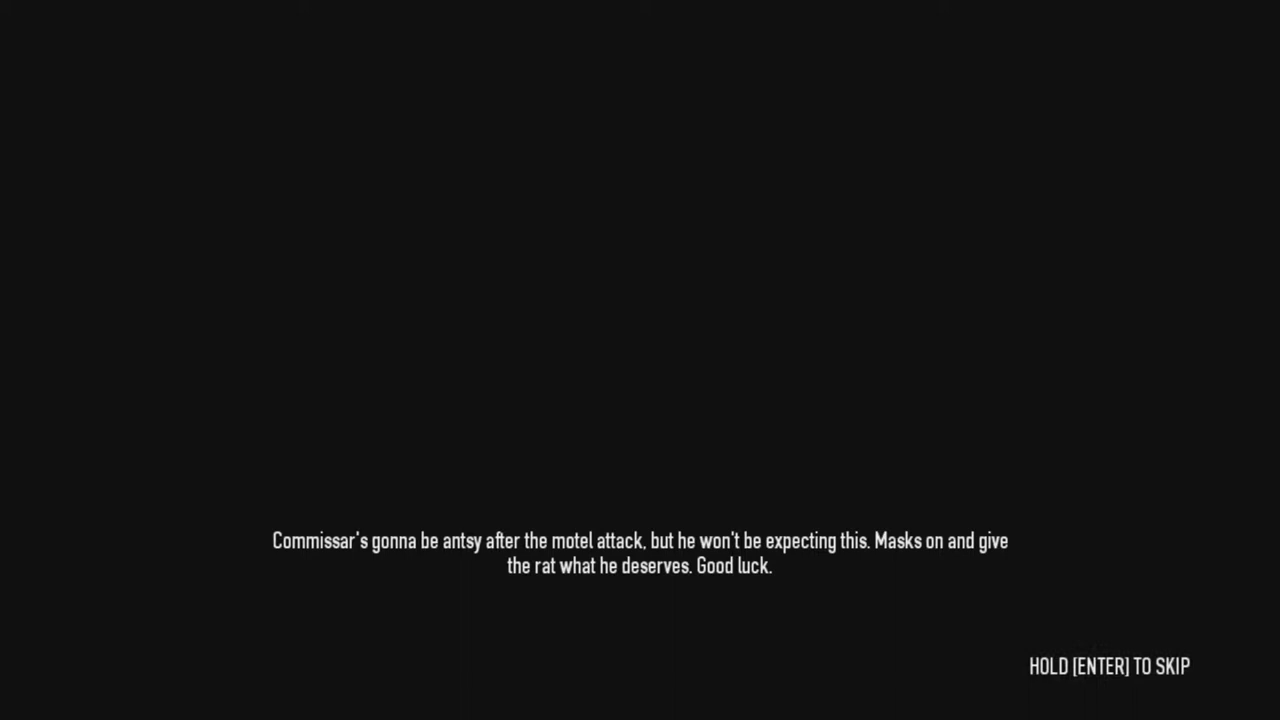 Commissar's gonna be antsy after the motel attack, but he won't be expecting this. Masks on and give
the rat what he deserves. Good luck.
HOLD [ENTER] TO SKIP